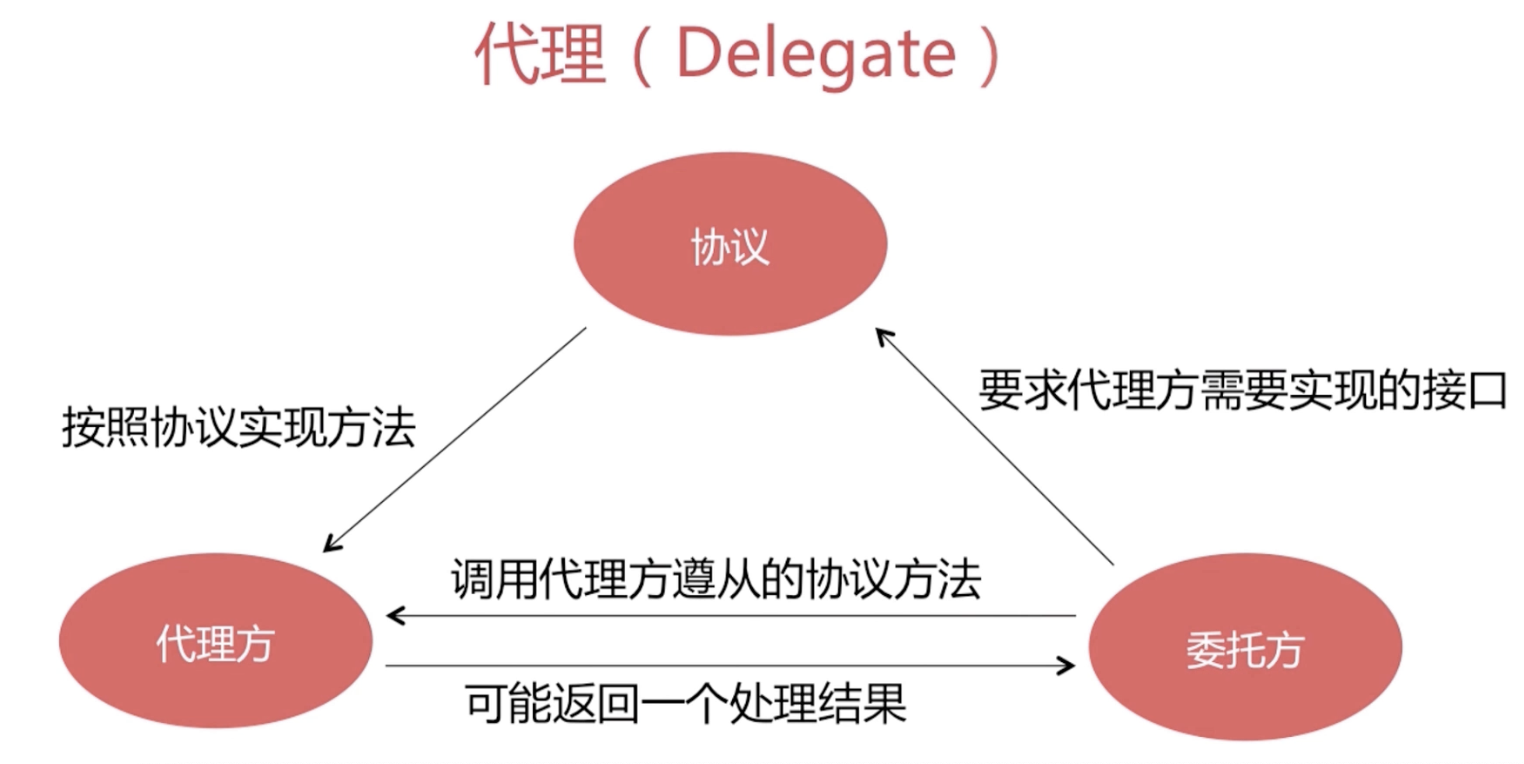 代理（Delegate）
协议
要求代理方需要实现的接口
按照协议实现方法
调用代理方遵从的协议方法
代理方
委托方
可能返回一个处理结果